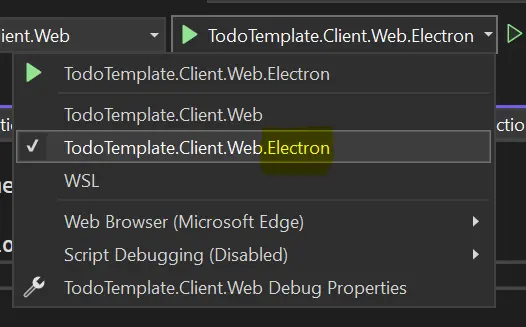 ient.Web TodoTemplate.Client.Web.Electron
TodoTemplate.Client.Web.Electron
TodoTemplate.Client.Web
TodoTemplate.Client.Web.Electron
WSL
Web Browser (Microsoft Edge)
Script Debugging (Disabled)
TodoTemplate.Client.Web Debug Properties